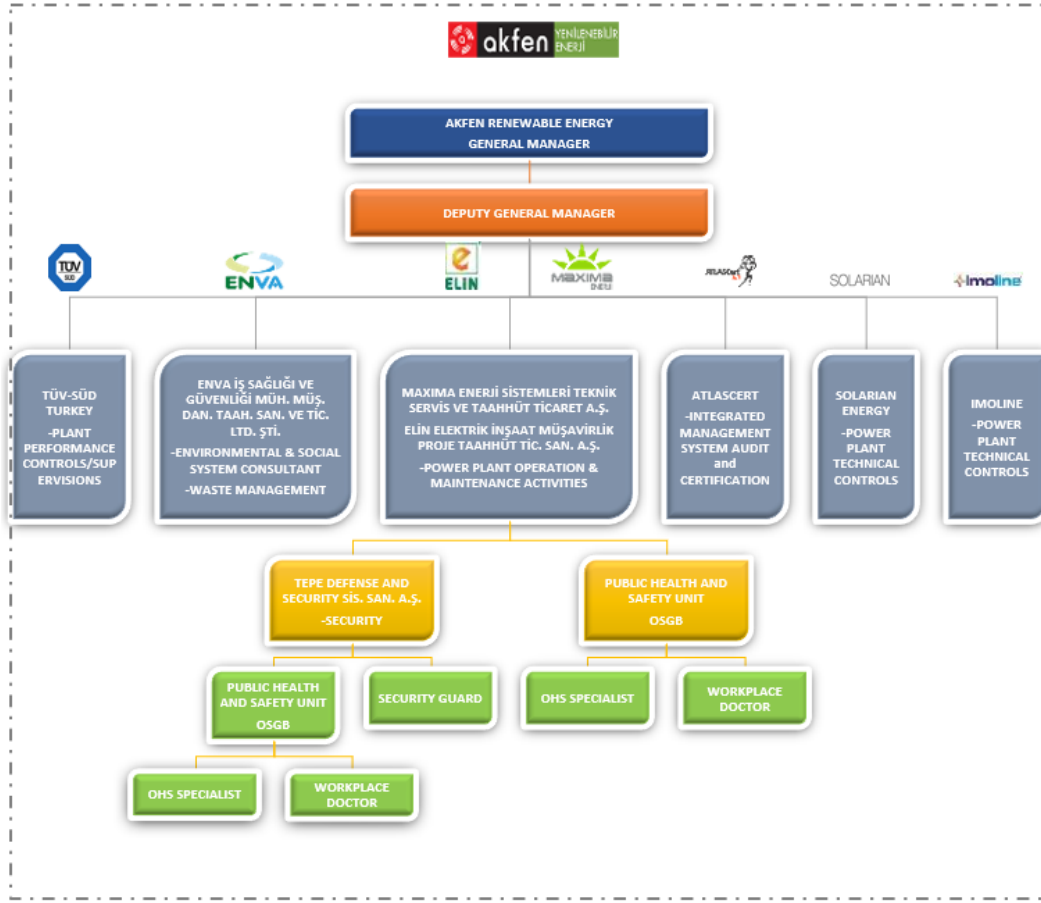 akfen YENİLENEBİLİR
ENERJİ
AKFEN RENEWABLE ENERGY
GENERAL MANAGER
DEPUTY GENERAL MANAGER
TÜV
SÜD
ENVA
e
ELİN
MAXIMA
ENERJİ
ATLASCert
SOLARIAN
imoline
TÜV-SÜD
TURKEY
-PLANT
PERFORMANCE
CONTROLS/SUP
ERVISIONS
ENVA İŞ SAĞLIĞI VE
GÜVENLİĞİ MÜH. MÜŞ.
DAN. TAAH. SAN. VE TİC.
LTD. ŞTİ.
-ENVIRONMENTAL & SOCIAL
SYSTEM CONSULTANT
-WASTE MANAGEMENT
MAXIMA ENERJİ SİSTEMLERİ TEKNİK
SERVİS VE TAAHHÜT TİCARET A.Ş.
ELİN ELEKTRİK İNŞAAT MÜŞAVİRLİK
PROJE TAAHHÜT TİC. SAN. A.Ş.
-POWER PLANT OPERATION &
MAINTENANCE ACTIVITIES
ATLASCERT
-INTEGRATED
MANAGEMENT
SYSTEM AUDIT
and
CERTIFICATION
SOLARIAN
ENERGY
-POWER
PLANT
TECHNICAL
CONTROLS
IMOLINE
-POWER
PLANT
TECHNICAL
CONTROLS
TEPE DEFENSE AND
SECURITY SİS. SAN. A.Ş.
-SECURITY
PUBLIC HEALTH AND
SAFETY UNIT
OSGB
PUBLIC HEALTH
AND SAFETY UNIT
OSGB
SECURITY GUARD
OHS SPECIALIST
WORKPLACE
DOCTOR
OHS SPECIALIST
WORKPLACE
DOCTOR